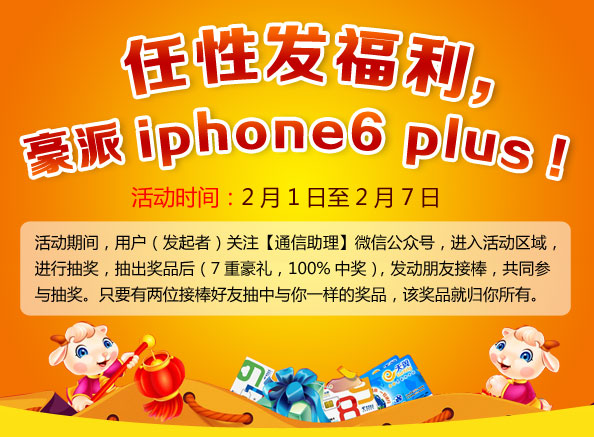 任性发福利,
豪派 iphone6 plus!
活动时间：2月1日至2月7日
活动期间，用户（发起者）关注【通信助理】微信公众号，进入活动区域，
进行抽奖，抽出奖品后（7重豪礼，100%中奖），发动朋友接棒，共同参
与抽奖。只要有两位接棒好友抽中与你一样的奖品，该奖品就归你所有。